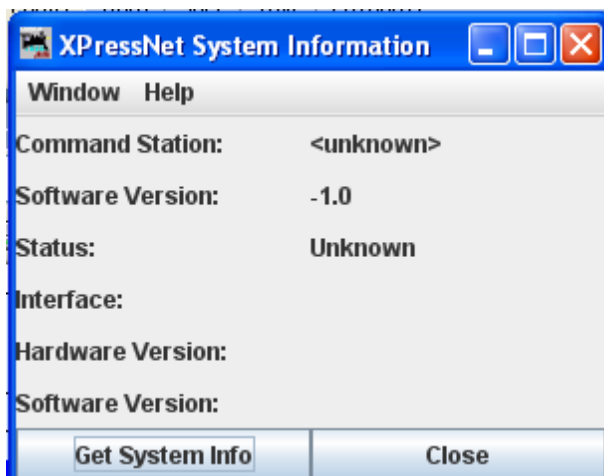 XPressNet System Information
Window Help
Command Station: <unknown>
Software Version: -1.0
Status: Unknown
Interface:
Hardware Version:
Software Version:
Get System Info Close